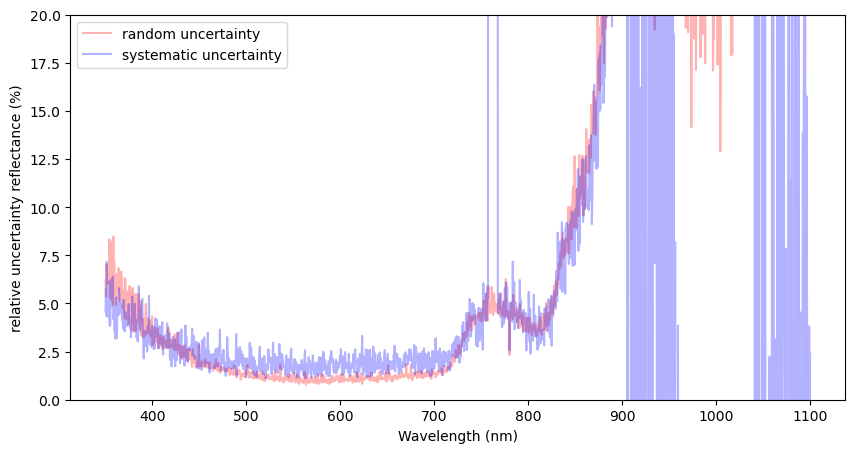 20.0
17.5
15.0
12.5
10.0
7.5
5.0
2.5
0.0
relative uncertainty reflectance (%)
random uncertainty
systematic uncertainty
400 500 600 700 800 900 1000 1100
Wavelength (nm)